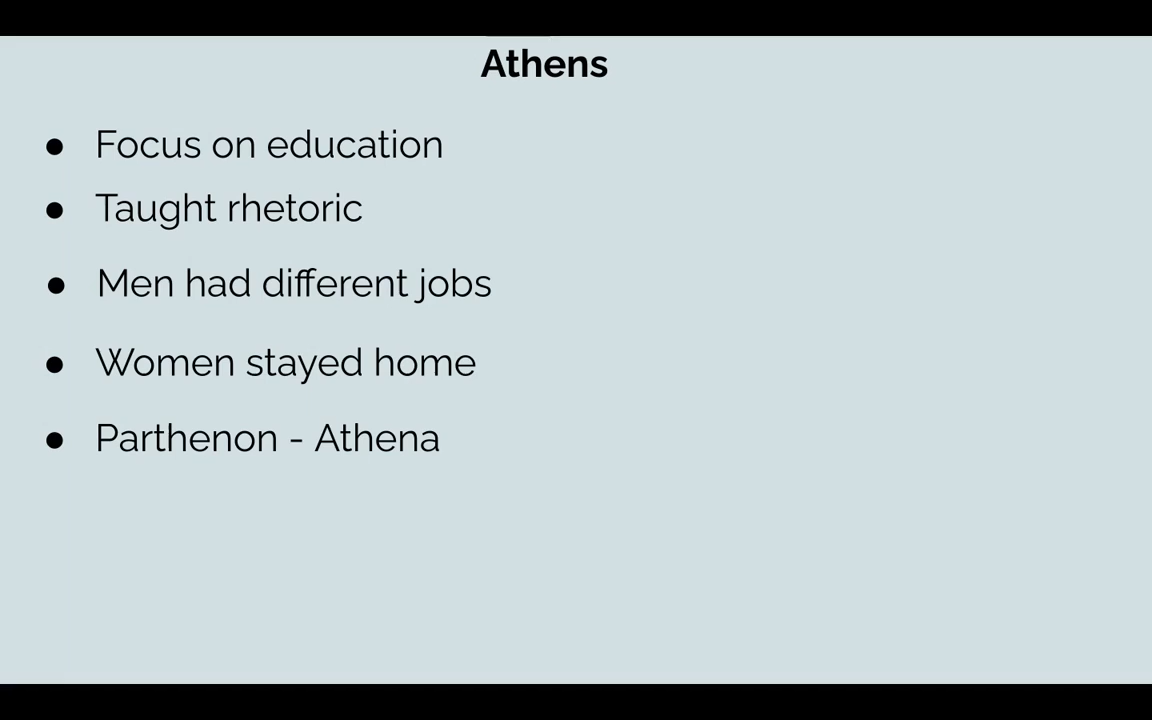 Athens
● Focus on education
● Taught rhetoric
● Men had different jobs
● Women stayed home
● Parthenon - Athena